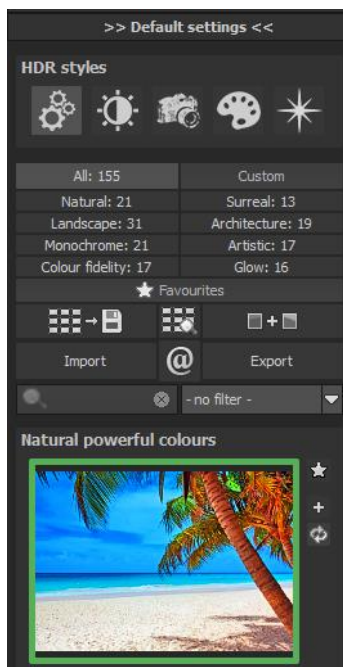 >> Default settings <<
HDR styles
All: 155 Custom
Natural: 21 Surreal: 13
Landscape: 31 Architecture: 19
Monochrome: 21 Artistic: 17
Colour fidelity: 17 Glow: 16
Favourites
Import @ Export
- no filter -
Natural powerful colours